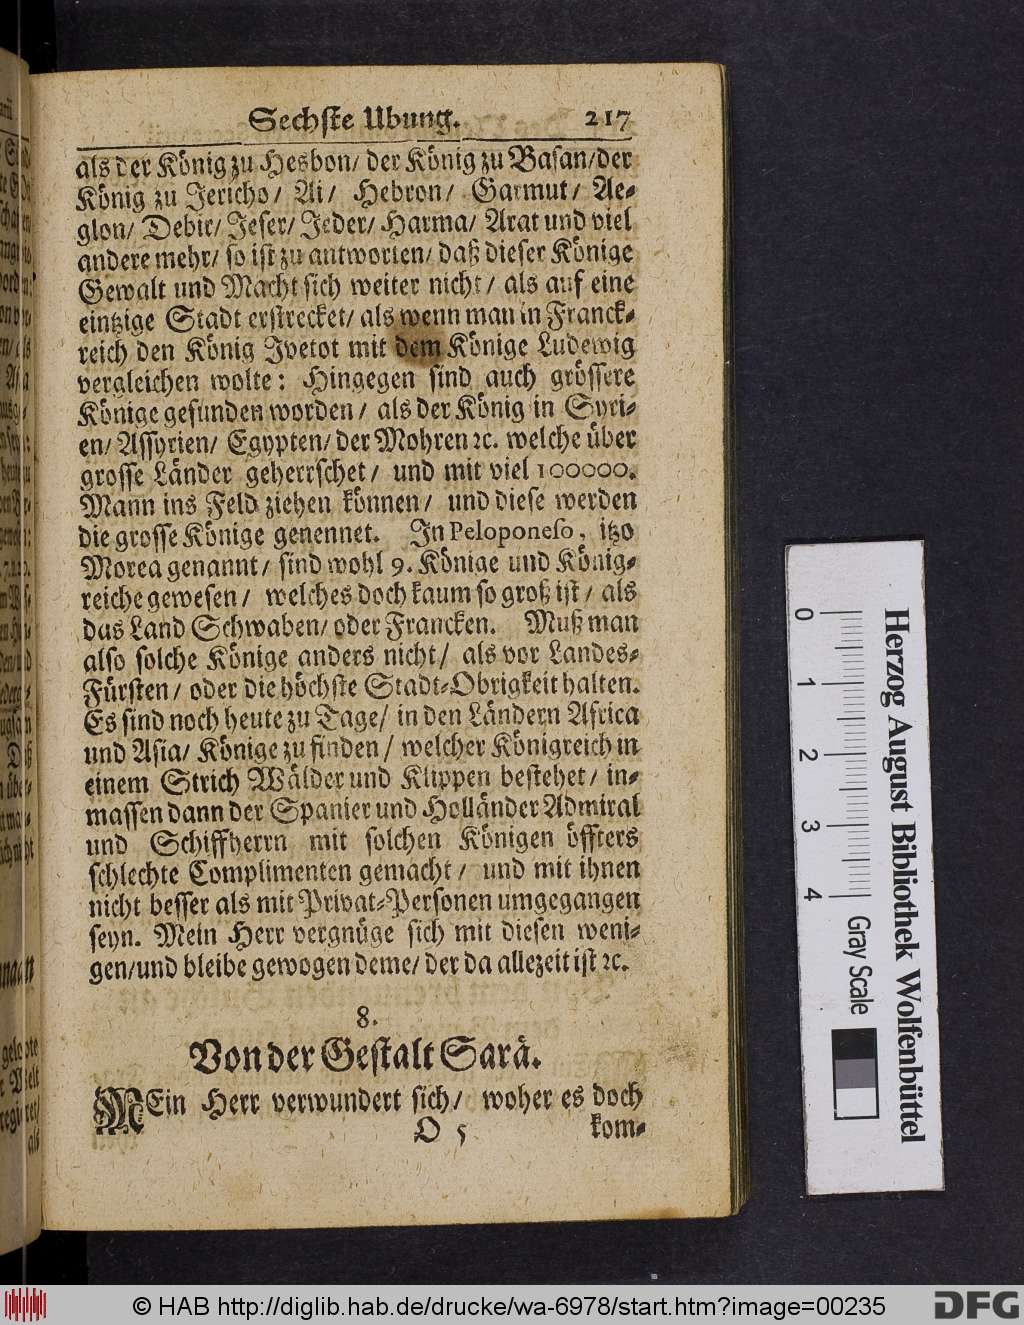 Sechste Ubung. 217
als der König zu Hesbon/ der König zu Basan/der
König zu Jericho/ Ai/ Hebron/ Garmut/ Ae-
glon/ Debir/ Jeser/ Jeder/ Harma/ Arat und viel
andere mehr/ so ist zu antworten/ daß dieser Könige
Gewalt und Macht sich weiter nicht/ als auf eine
eintzige Stadt erstrecket/ als wenn man in Franck-
reich den König Jvetot mit dem Könige Ludewig
vergleichen wolte: Hingegen sind auch grössere
Könige gefunden worden/ als der König in Syri-
en/ Assyrien/ Egypten/ der Mohren ꝛc. welche über
grosse Länder geherrschet/ und mit viel 100000.
Mann ins Feld ziehen können/ und diese werden
die grosse Könige genennet. In Peloponeso, itzo
Morea genannt/ sind wohl 9. Könige und König-
reiche gewesen/ welches doch kaum so groß ist/ als
das Land Schwaben/ oder Francken. Muß man
also solche Könige anders nicht/ als vor Landes-
Fürsten/ oder die höchste Stadt-Obrigkeit halten.
Es sind noch heute zu Tage/ in den Ländern Africa
und Asia/ Könige zu finden/ welcher Königreich in
einem Strich Wälder und Klippen bestehet/ in-
massen dann der Spanier und Holländer Admiral
und Schiffherrn mit solchen Königen öffters
schlechte Complimenten gemacht/ und mit ihnen
nicht besser als mit Privat-Personen umgegangen
seyn. Mein Herr vergnüge sich mit diesen weni-
gen/und bleibe gewogen deme/ der da allezeit ist ꝛc.
8.
Von der Gestalt Sarä.
MEin Herr verwundert sich/ woher es doch
O 5 kom-
0 1 2 3 4 Gray Scale
Herzog August Bibliothek Wolfenbüttel
© HAB http://diglib.hab.de/drucke/wa-6978/start.htm?image=00235 DFG